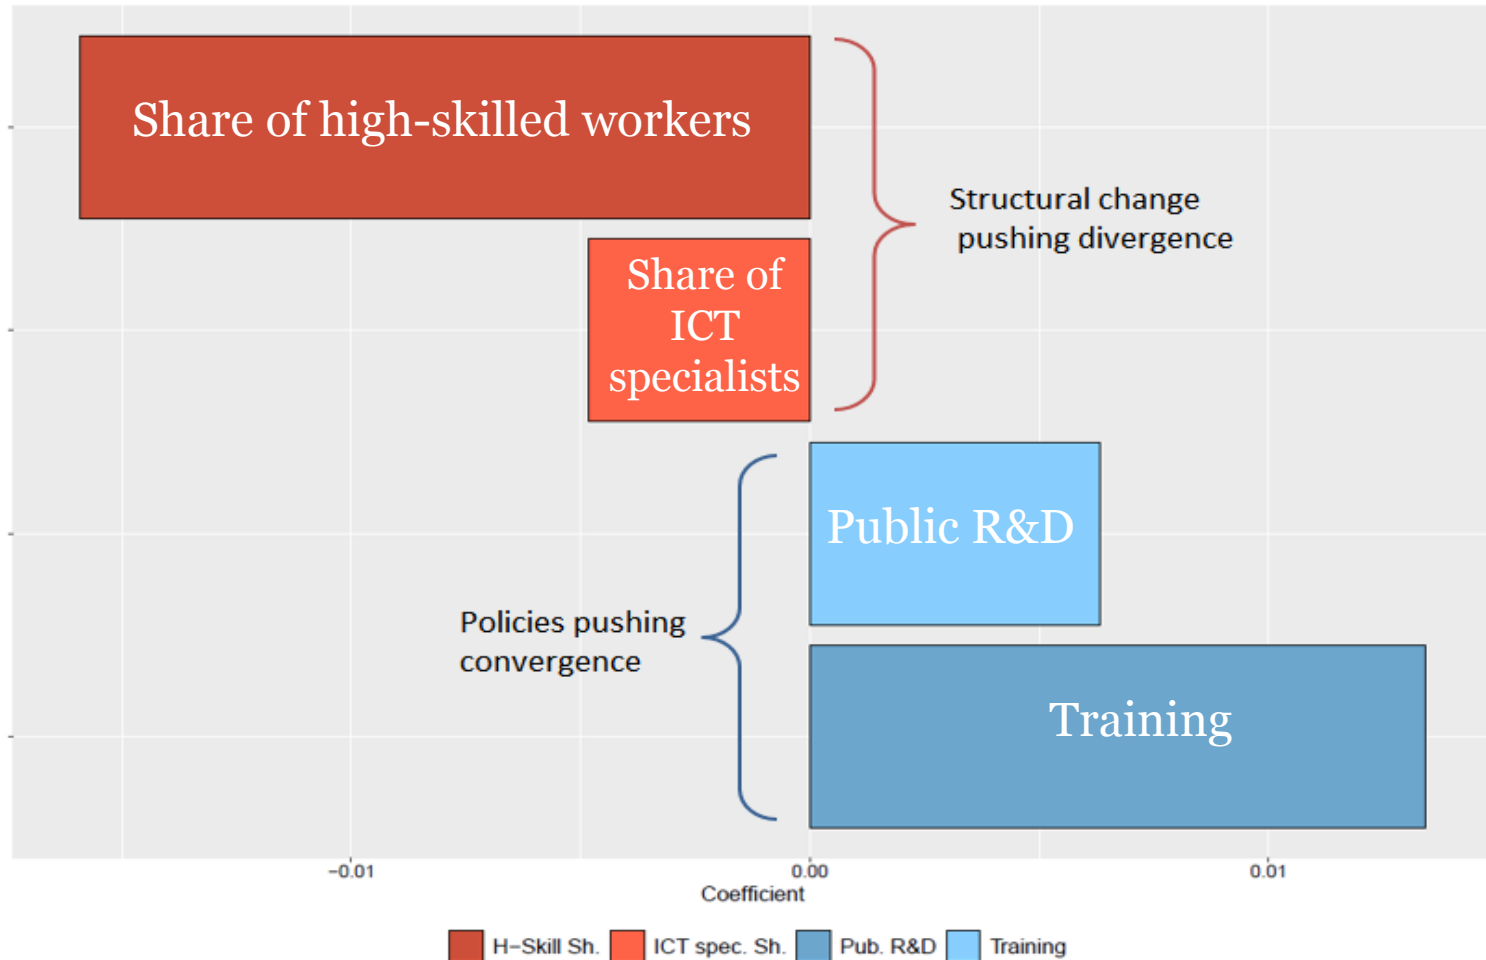 Share of high-skilled workers
Structural change
pushing divergence
Share of
ICT
specialists
Public R&D
Policies pushing
convergence
Training
−0.01
0.00
0.01
Coefficient
H−Skill Sh.
ICT spec. Sh.
Pub. R&D
Training